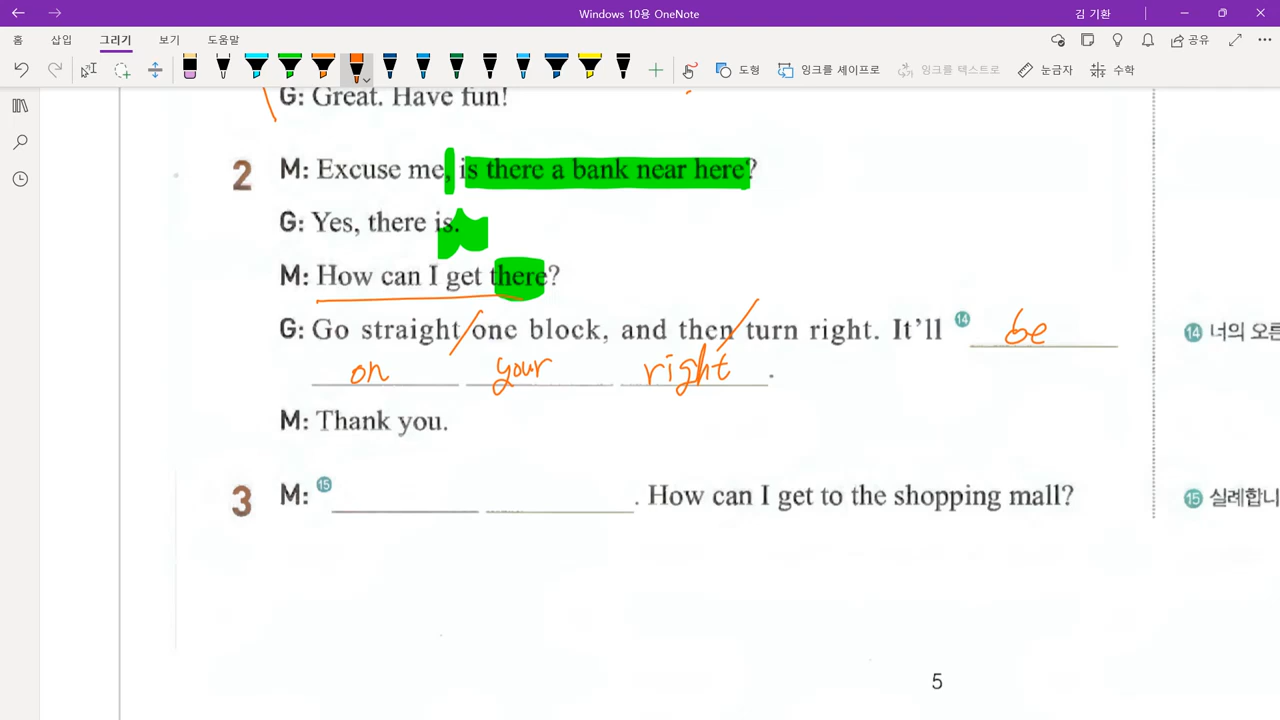 Windows 10용 OneNote
김 기환
홈 삽입 그리기 보기 도움말
공유
도형 잉크를 셰이프로 잉크를 텍스트로 눈금자 수학
G: Great. Have fun!
2 M: Excuse me, is there a bank near here?
G: Yes, there is.
M: How can I get there?
G: Go straight one block, and then turn right. It'll 14 be
on your right.
14 너의 오른
M: Thank you.
3 M: 15 . How can I get to the shopping mall?
15 실례합니
5